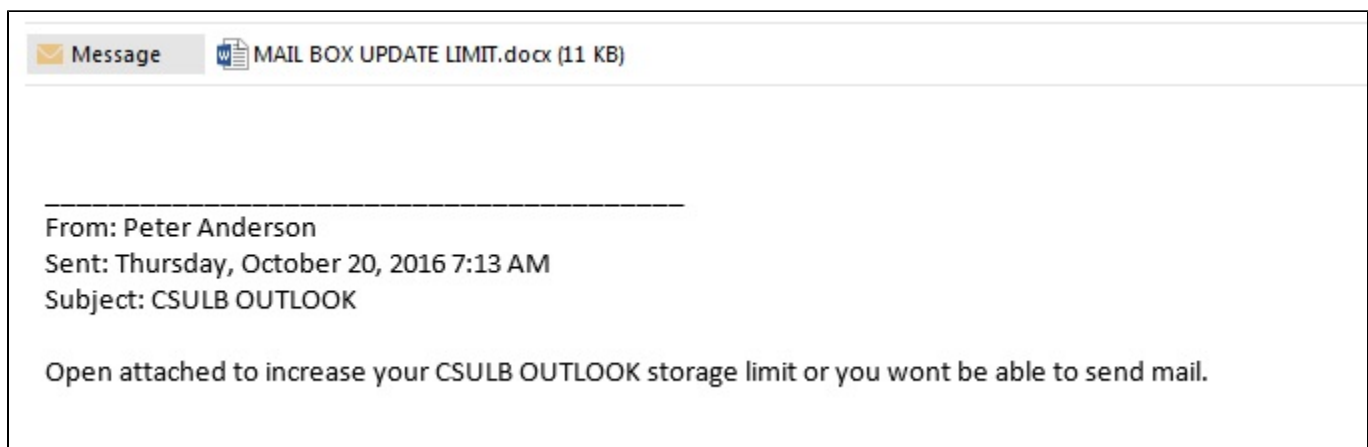 Message MAIL BOX UPDATE LIMIT.docx (11 KB)
From: Peter Anderson
Sent: Thursday, October 20, 2016 7:13 AM
Subject: CSULB OUTLOOK
Open attached to increase your CSULB OUTLOOK storage limit or you wont be able to send mail.